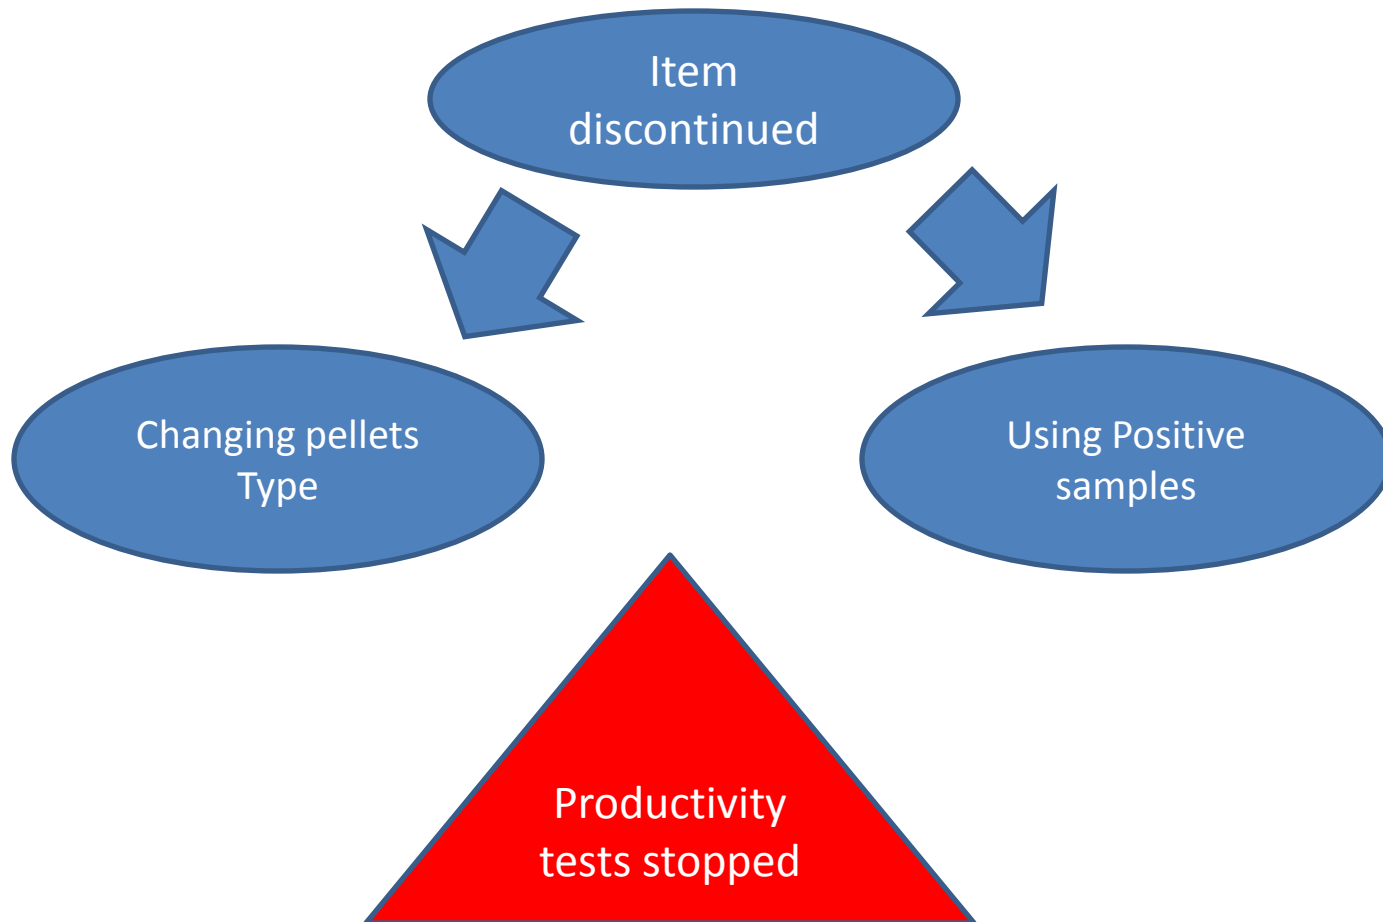 Item
discontinued
Changing pellets
Type
Using Positive
samples
Productivity
tests stopped